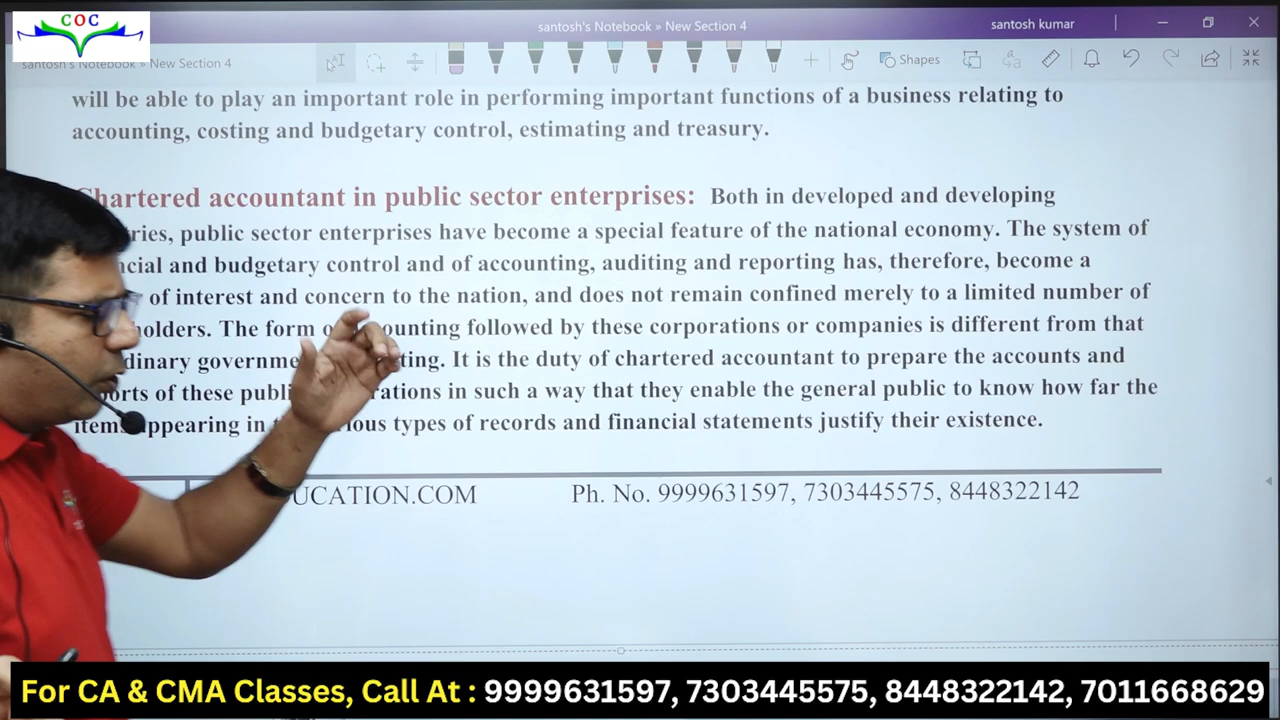 COC
santosh's Notebook » New Section 4
santosh kumar
santosh's Notebook » New Section 4
Shapes
will be able to play an important role in performing important functions of a business relating to
accounting, costing and budgetary control, estimating and treasury.
hartered accountant in public sector enterprises: Both in developed and developing
ries, public sector enterprises have become a special feature of the national economy. The system of
ncial and budgetary control and of accounting, auditing and reporting has, therefore, become a
of interest and concern to the nation, and does not remain confined merely to a limited number of
holders. The form o counting followed by these corporations or companies is different from that
dinary governme ting. It is the duty of chartered accountant to prepare the accounts and
orts of these publi rations in such a way that they enable the general public to know how far the
items appearing in t ious types of records and financial statements justify their existence.
UCATION.COM Ph. No. 9999631597, 7303445575, 8448322142
For CA & CMA Classes, Call At : 9999631597, 7303445575, 8448322142, 7011668629